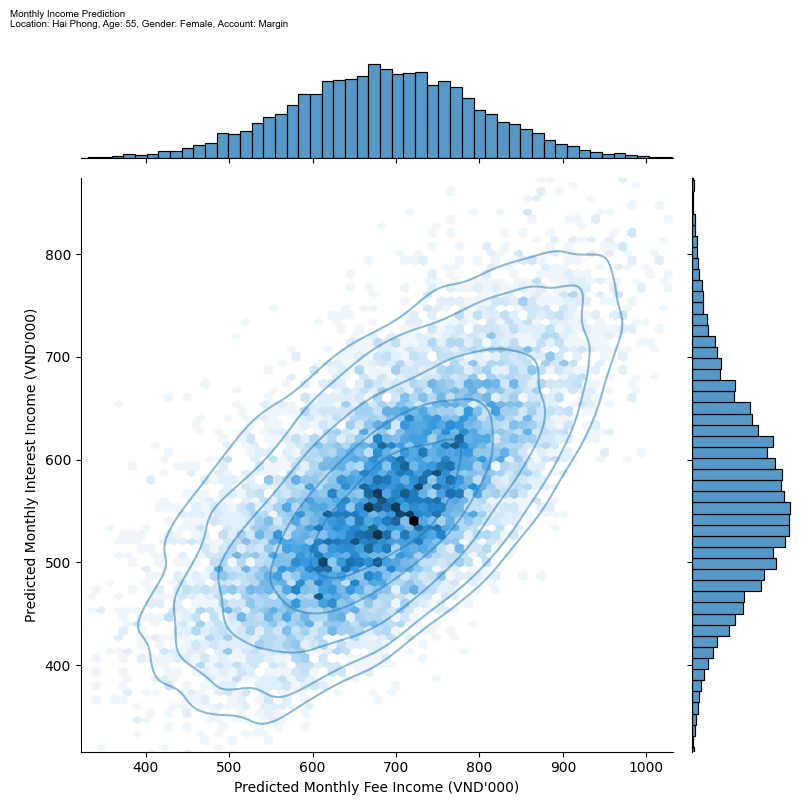 Monthly Income Prediction
Location: Hai Phong, Age: 55, Gender: Female, Account: Margin
800
700
600
500
400
Predicted Monthly Interest Income (VND'000)
400 500 600 700 800 900 1000
Predicted Monthly Fee Income (VND'000)